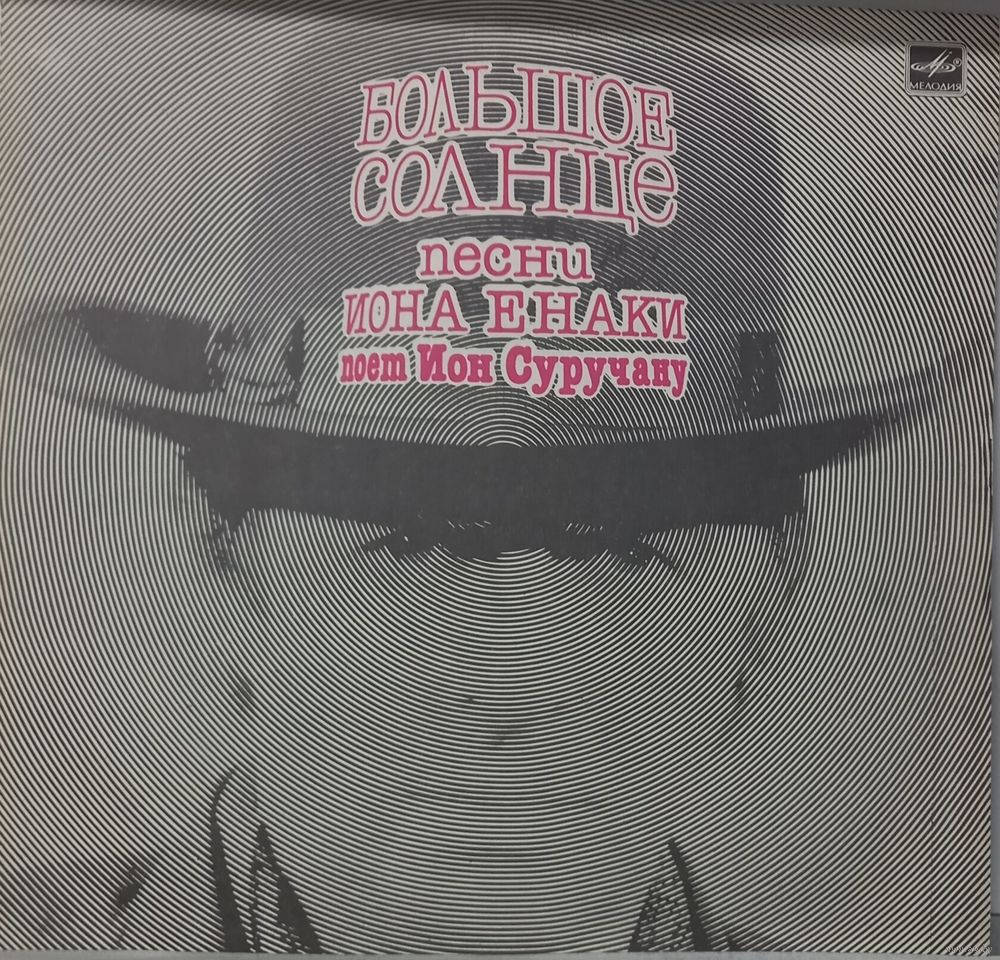 БОЛЬШОЕ
СОЛНЦе
песни
ИОНА ЕНАКИ
поет Ион Суручану
МЕЛОДИЯ